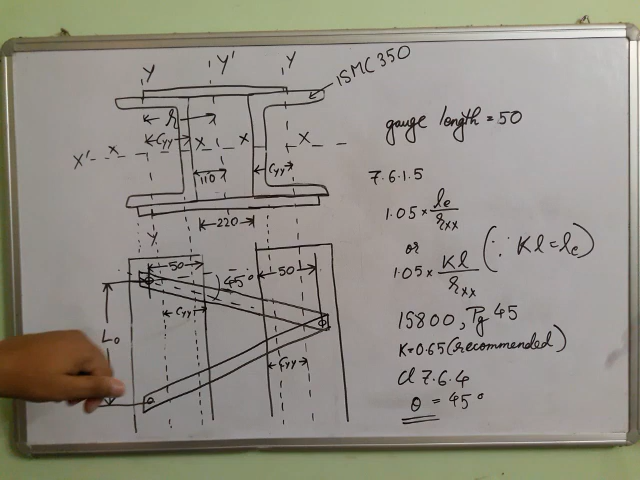 Y Y' Y
ISMC 350
h
Cyy
X' X X X X
110
Cyy
220
Y
50 50
45°
Cyy
L₀
Cyy
gauge length = 50
7.6.1.5
1.05 × le/rxx
or
1.05 × Kl/rxx (∵ Kl = le)
IS800, Pg 45
K=0.65 (recommended)
Cl 7.6.4
θ = 45°